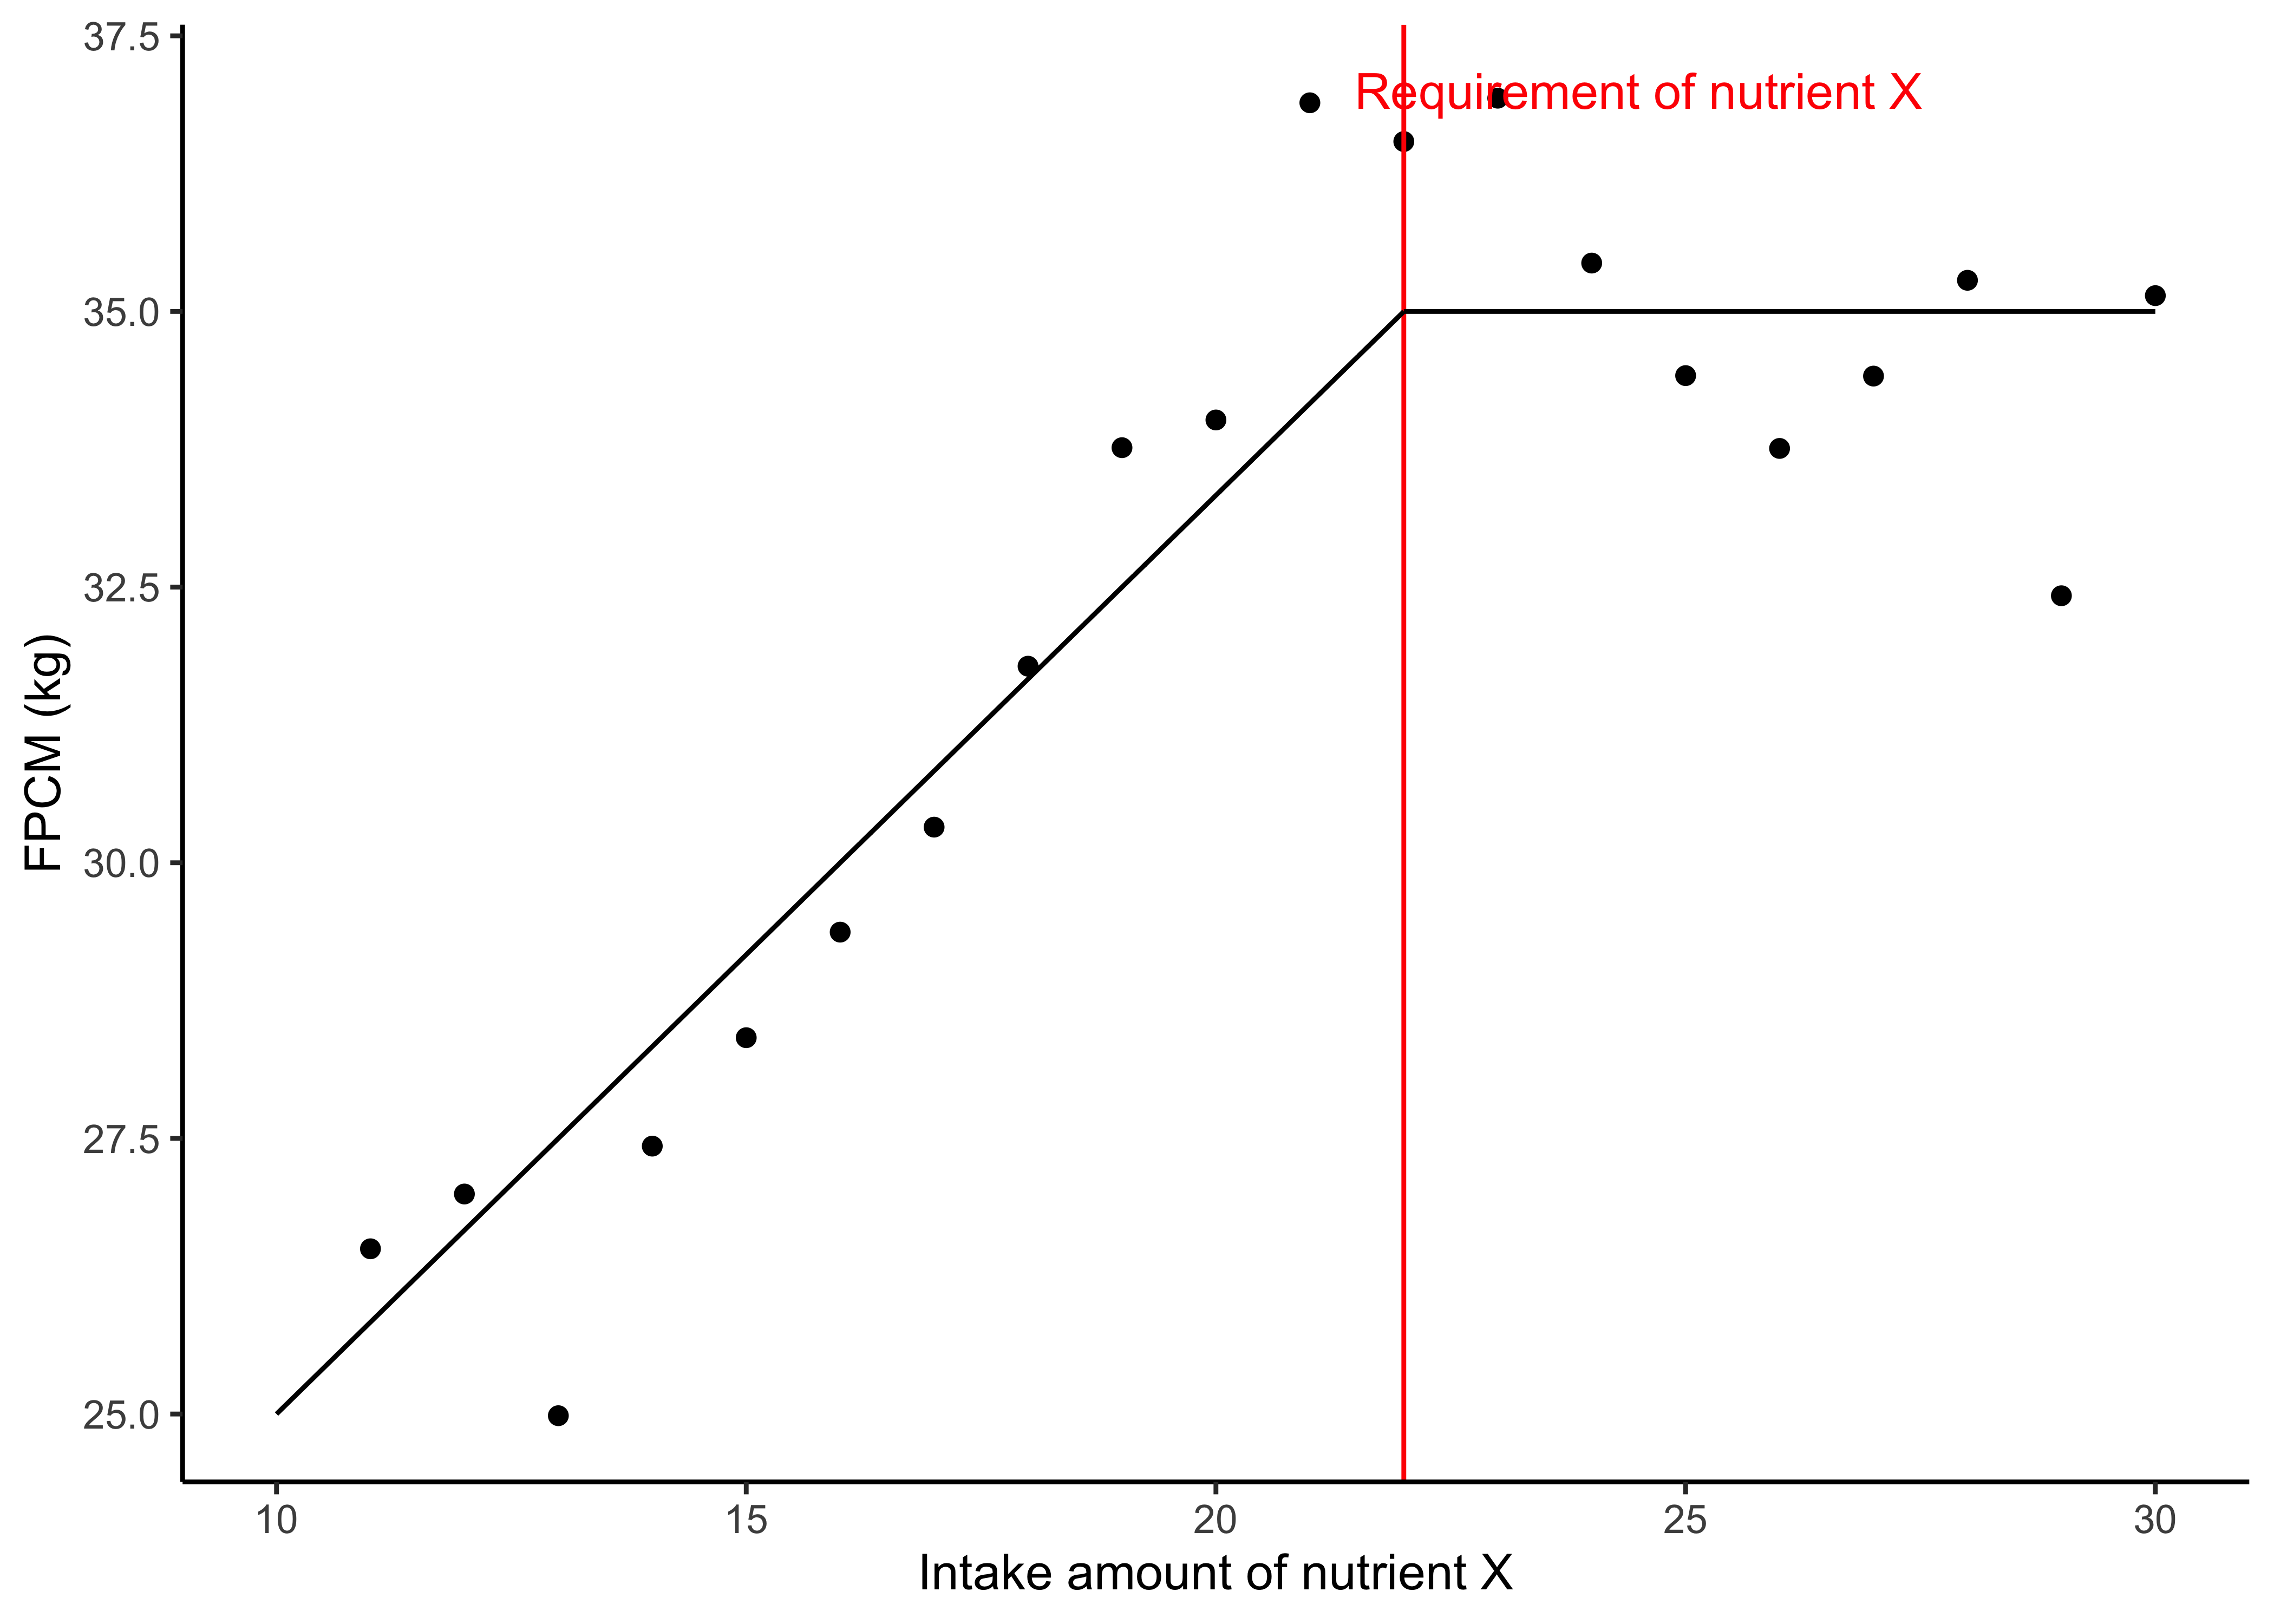 Requirement of nutrient X
FPCM (kg)
37.5
35.0
32.5
30.0
27.5
25.0
10 15 20 25 30
Intake amount of nutrient X